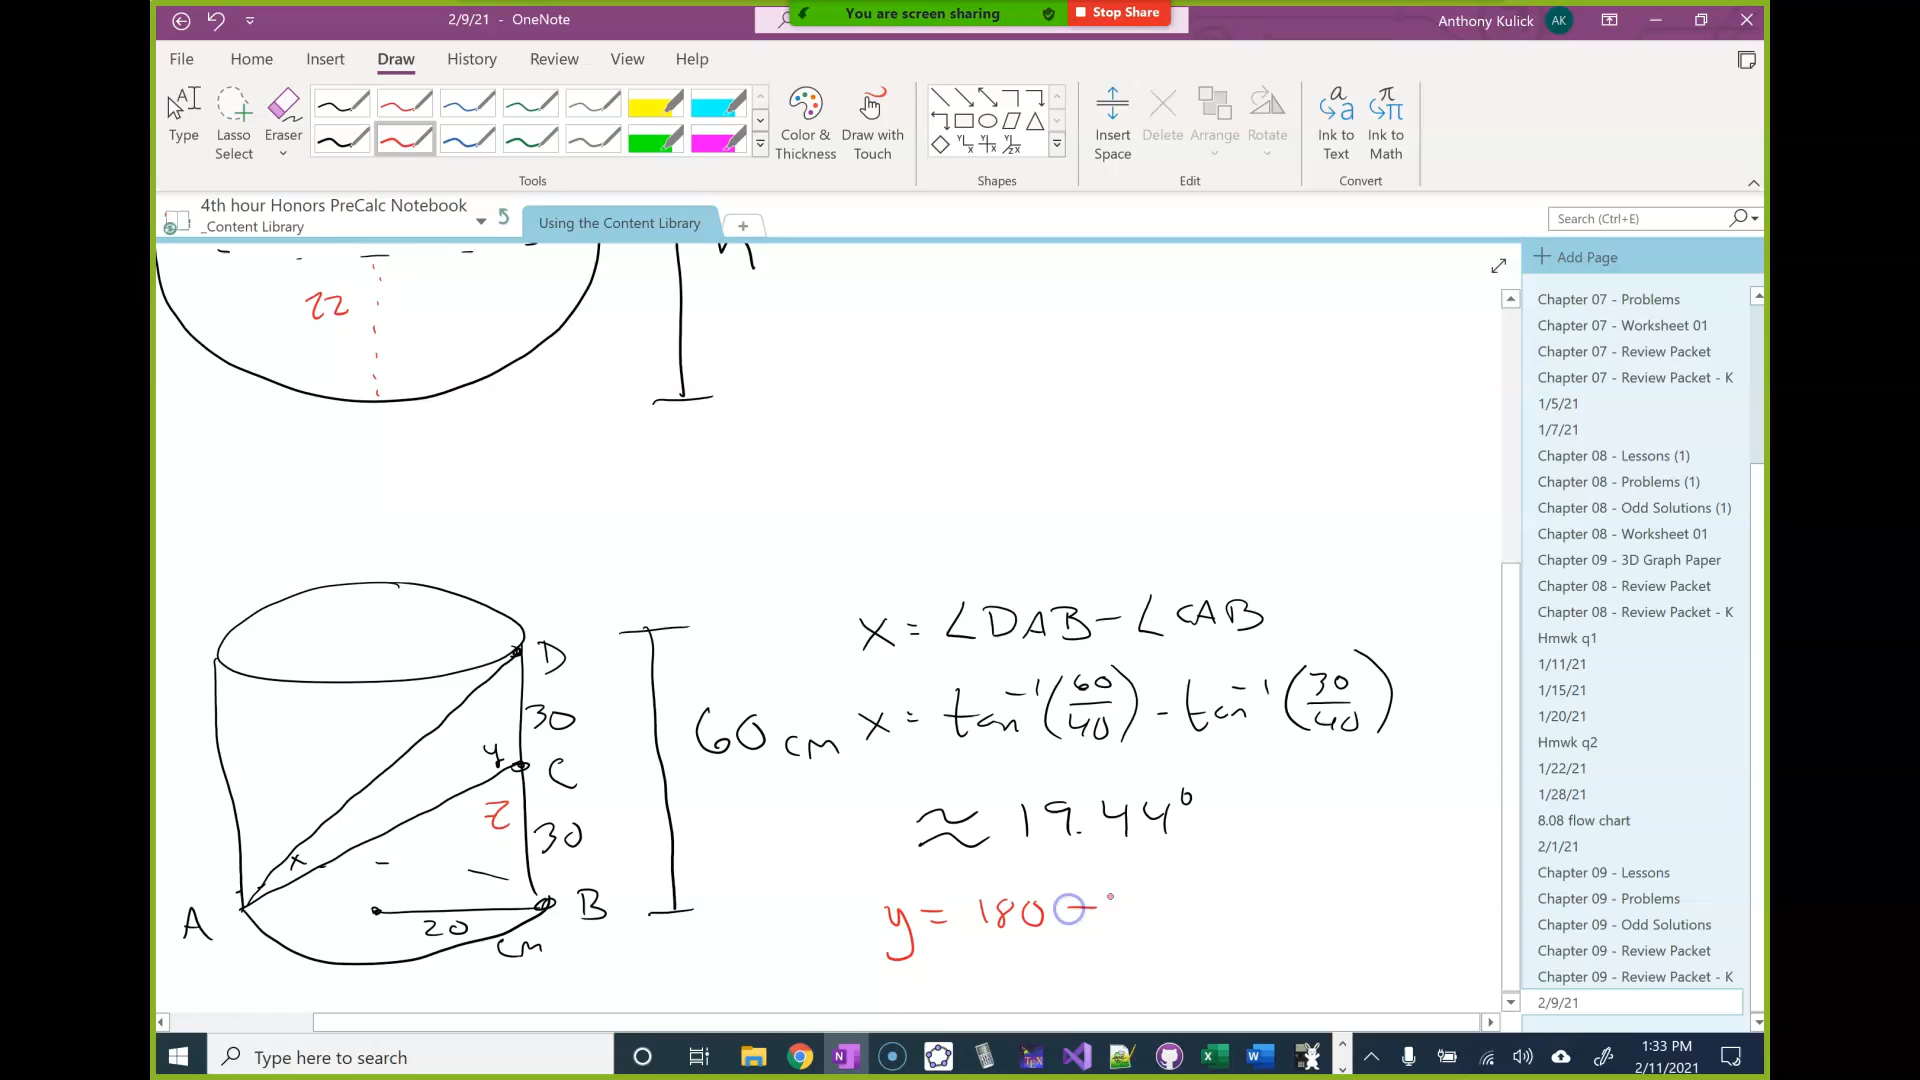 2/9/21 - OneNote
You are screen sharing
Stop Share
Anthony Kulick
AK
File Home Insert Draw History Review View Help
Type
Lasso Select
Eraser
Color & Thickness
Draw with Touch
Insert Space
Delete
Arrange
Rotate
Ink to Text
Ink to Math
Tools
Shapes
Edit
Convert
4th hour Honors PreCalc Notebook
_Content Library
Using the Content Library
Search (Ctrl+E)
Add Page
Chapter 07 - Problems
Chapter 07 - Worksheet 01
Chapter 07 - Review Packet
Chapter 07 - Review Packet - K
1/5/21
1/7/21
Chapter 08 - Lessons (1)
Chapter 08 - Problems (1)
Chapter 08 - Odd Solutions (1)
Chapter 08 - Worksheet 01
Chapter 09 - 3D Graph Paper
Chapter 08 - Review Packet
Chapter 08 - Review Packet - K
Hmwk q1
1/11/21
1/15/21
1/20/21
Hmwk q2
1/22/21
1/28/21
8.08 flow chart
2/1/21
Chapter 09 - Lessons
Chapter 09 - Problems
Chapter 09 - Odd Solutions
Chapter 09 - Review Packet
Chapter 09 - Review Packet - K
2/9/21
22
D
30
y
C
z
30
x
A
20 cm
B
60 cm
x = ∠DAB - ∠CAB
x = tan⁻¹(60/40) - tan⁻¹(30/40)
≈ 19.44°
y = 180 -
Type here to search
1:33 PM
2/11/2021